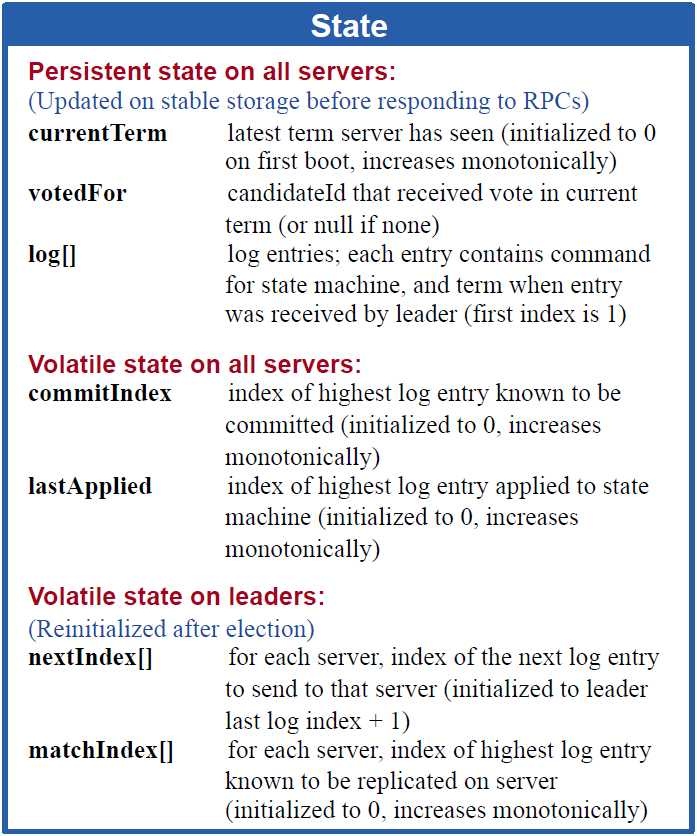 State
Persistent state on all servers:
(Updated on stable storage before responding to RPCs)
currentTerm latest term server has seen (initialized to 0
on first boot, increases monotonically)
votedFor candidateId that received vote in current
term (or null if none)
log[] log entries; each entry contains command
for state machine, and term when entry
was received by leader (first index is 1)
Volatile state on all servers:
commitIndex index of highest log entry known to be
committed (initialized to 0, increases
monotonically)
lastApplied index of highest log entry applied to state
machine (initialized to 0, increases
monotonically)
Volatile state on leaders:
(Reinitialized after election)
nextIndex[] for each server, index of the next log entry
to send to that server (initialized to leader
last log index + 1)
matchIndex[] for each server, index of highest log entry
known to be replicated on server
(initialized to 0, increases monotonically)